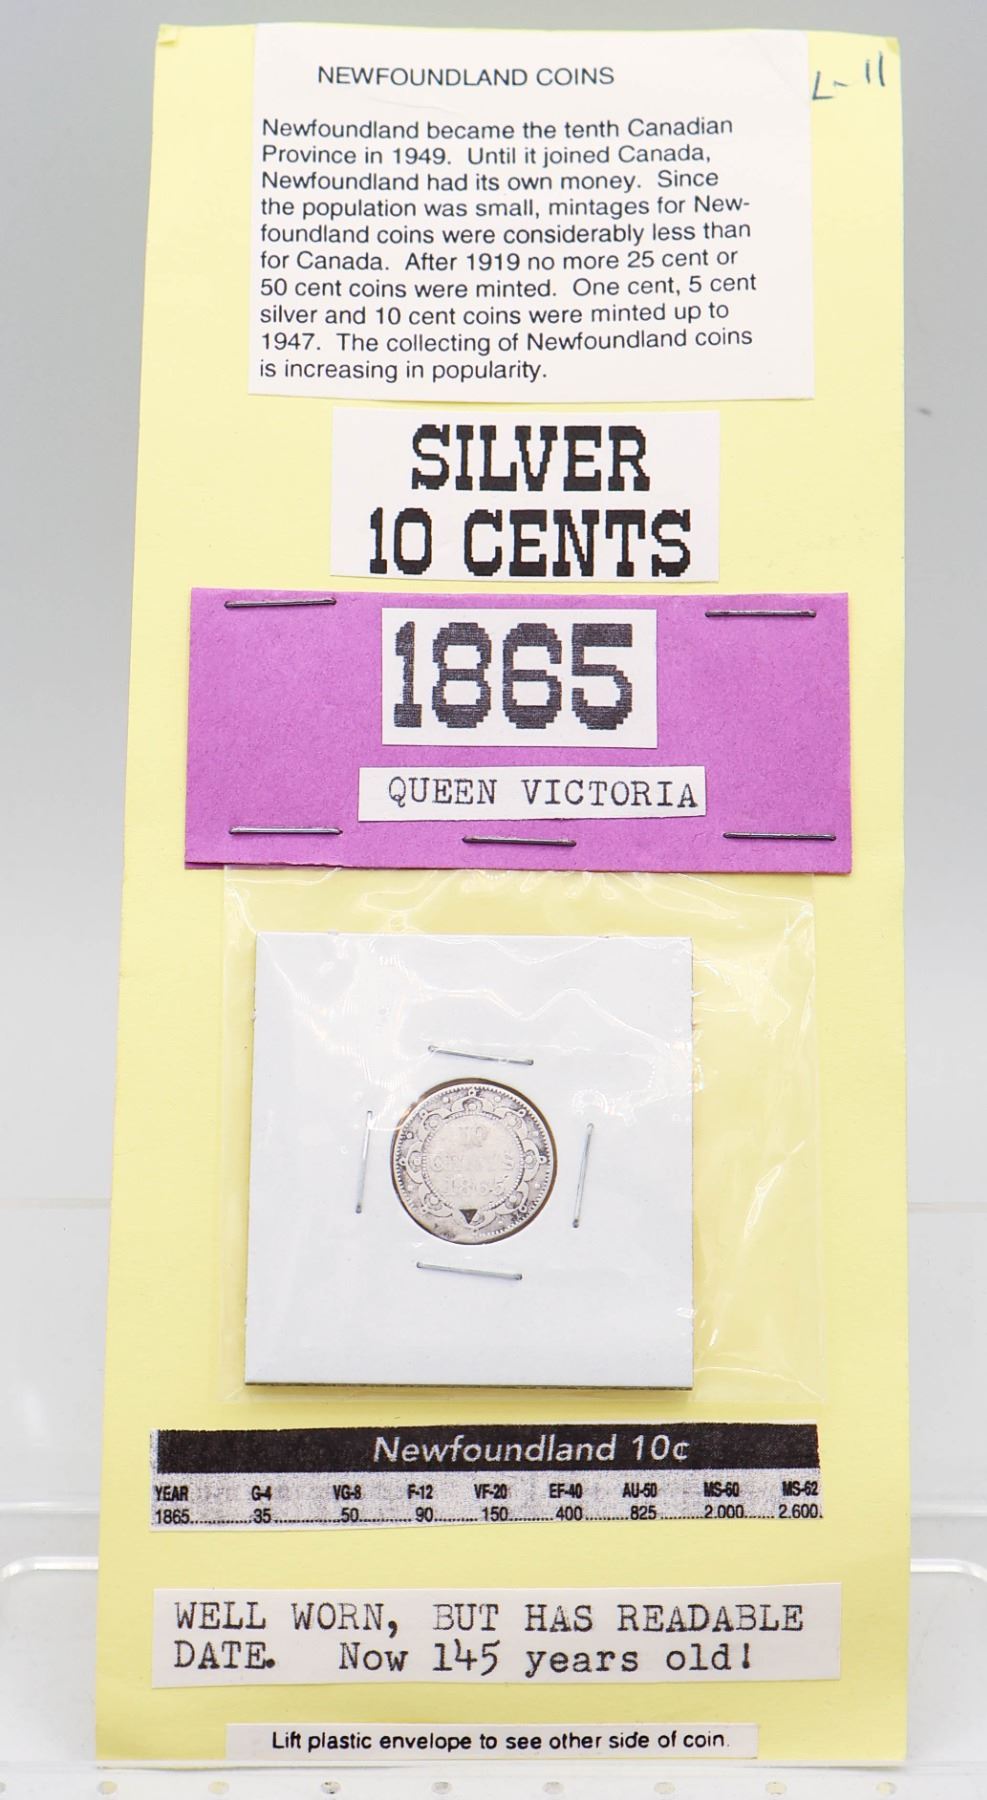 L-11
NEWFOUNDLAND COINS
Newfoundland became the tenth Canadian
Province in 1949. Until it joined Canada,
Newfoundland had its own money. Since
the population was small, mintages for New-
foundland coins were considerably less than
for Canada. After 1919 no more 25 cent or
50 cent coins were minted. One cent, 5 cent
silver and 10 cent coins were minted up to
1947. The collecting of Newfoundland coins
is increasing in popularity.
SILVER
10 CENTS
1865
QUEEN VICTORIA
10
CENTS
1865
Newfoundland 10¢
YEAR G-4 VG-8 F-12 VF-20 EF-40 AU-50 MS-60 MS-62
1865..............35..............50..............90..........150..........400..........825..........2.000.......2.600.
WELL WORN, BUT HAS READABLE
DATE. Now 145 years old!
Lift plastic envelope to see other side of coin.